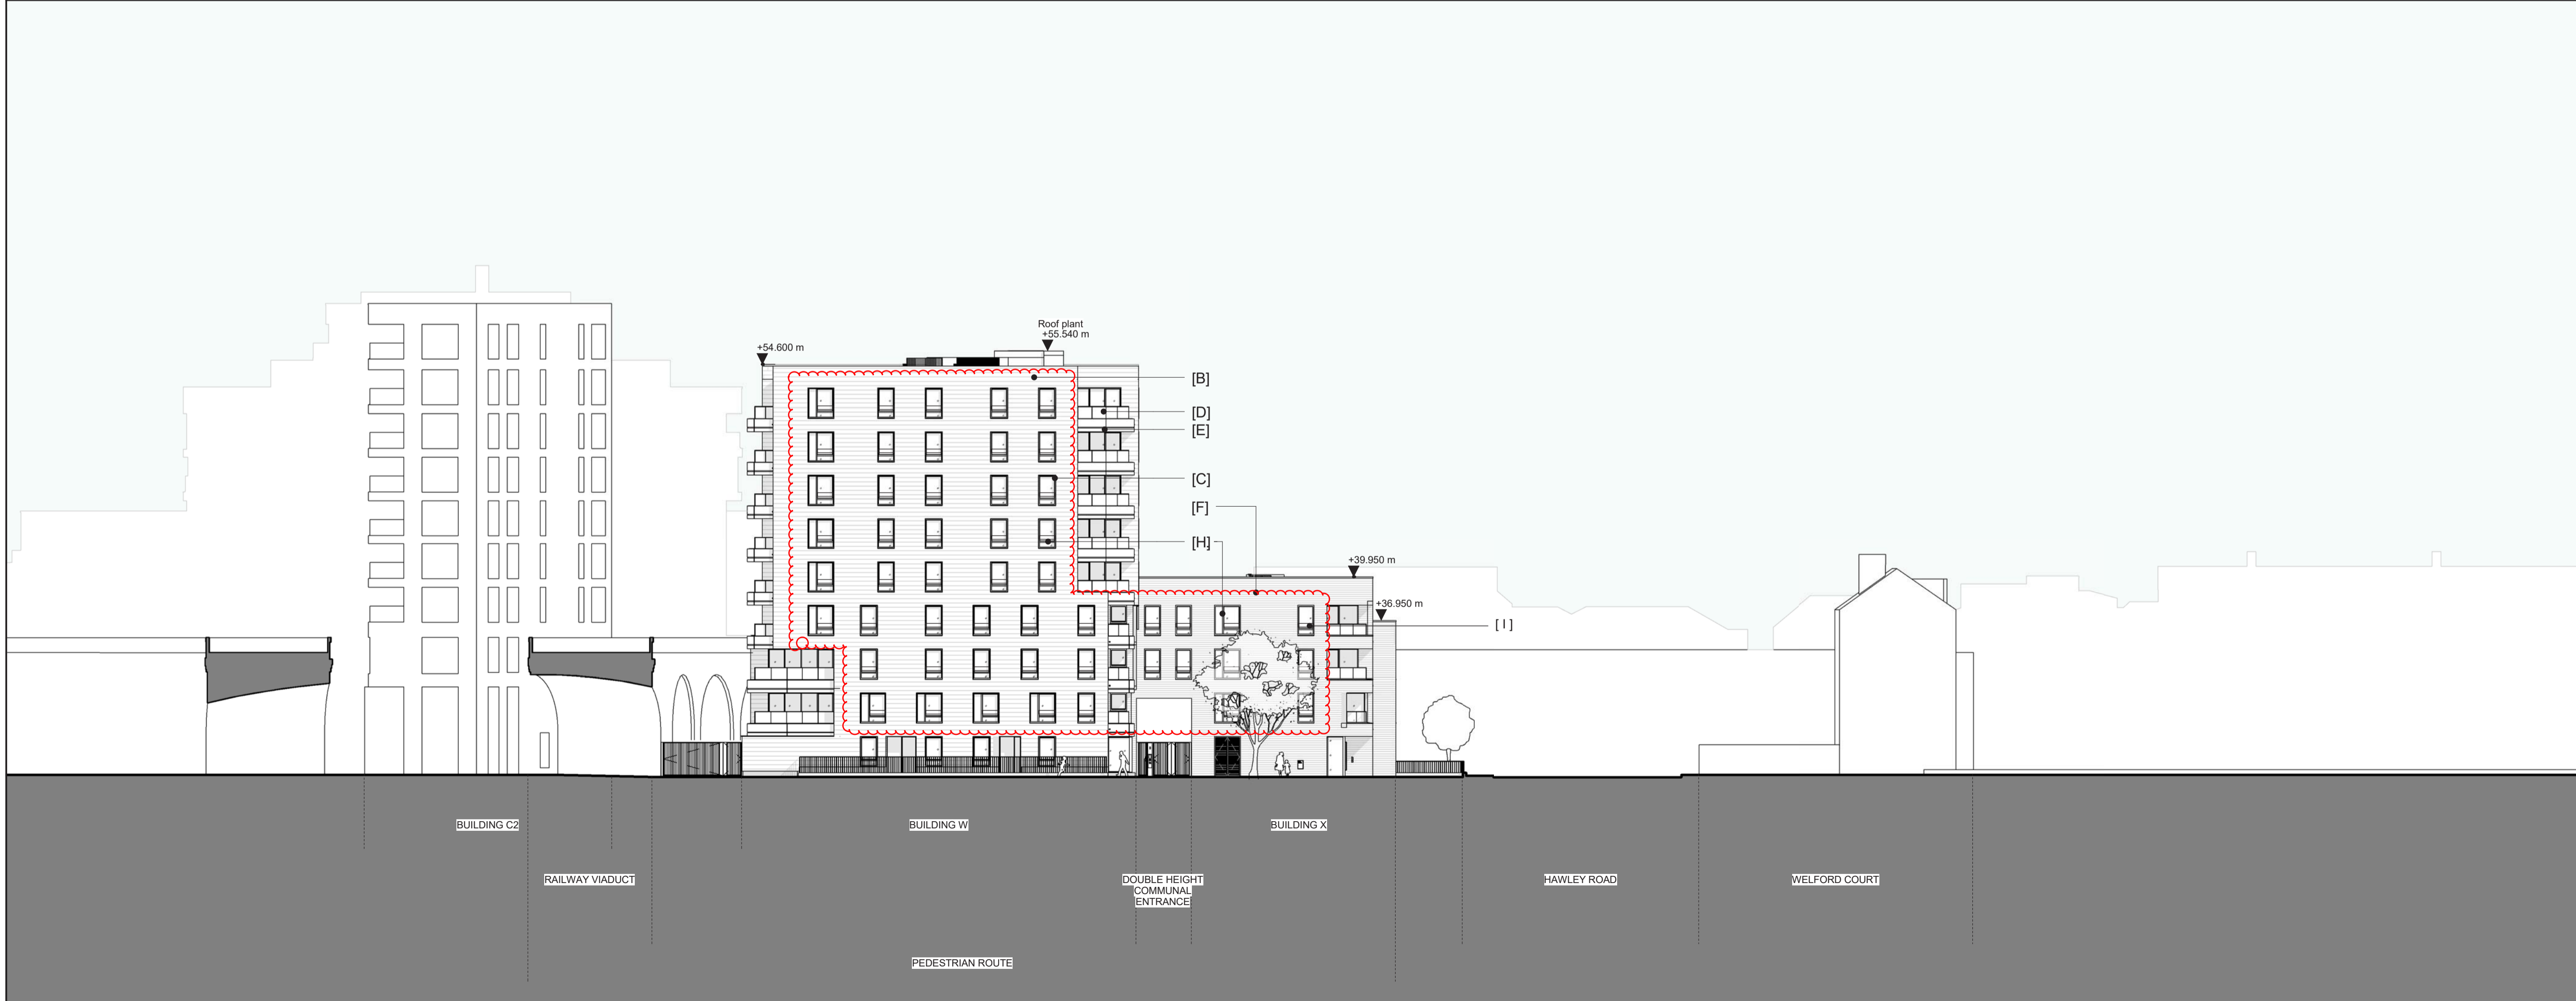 Roof plant
+55.540 m
+54.600 m
[B]
[D]
[E]
[C]
[F]
[H]
+39.950 m
+36.950 m
[ I ]
BUILDING C2
BUILDING W
BUILDING X
RAILWAY VIADUCT
DOUBLE HEIGHT
COMMUNAL
ENTRANCE
HAWLEY ROAD
WELFORD COURT
PEDESTRIAN ROUTE